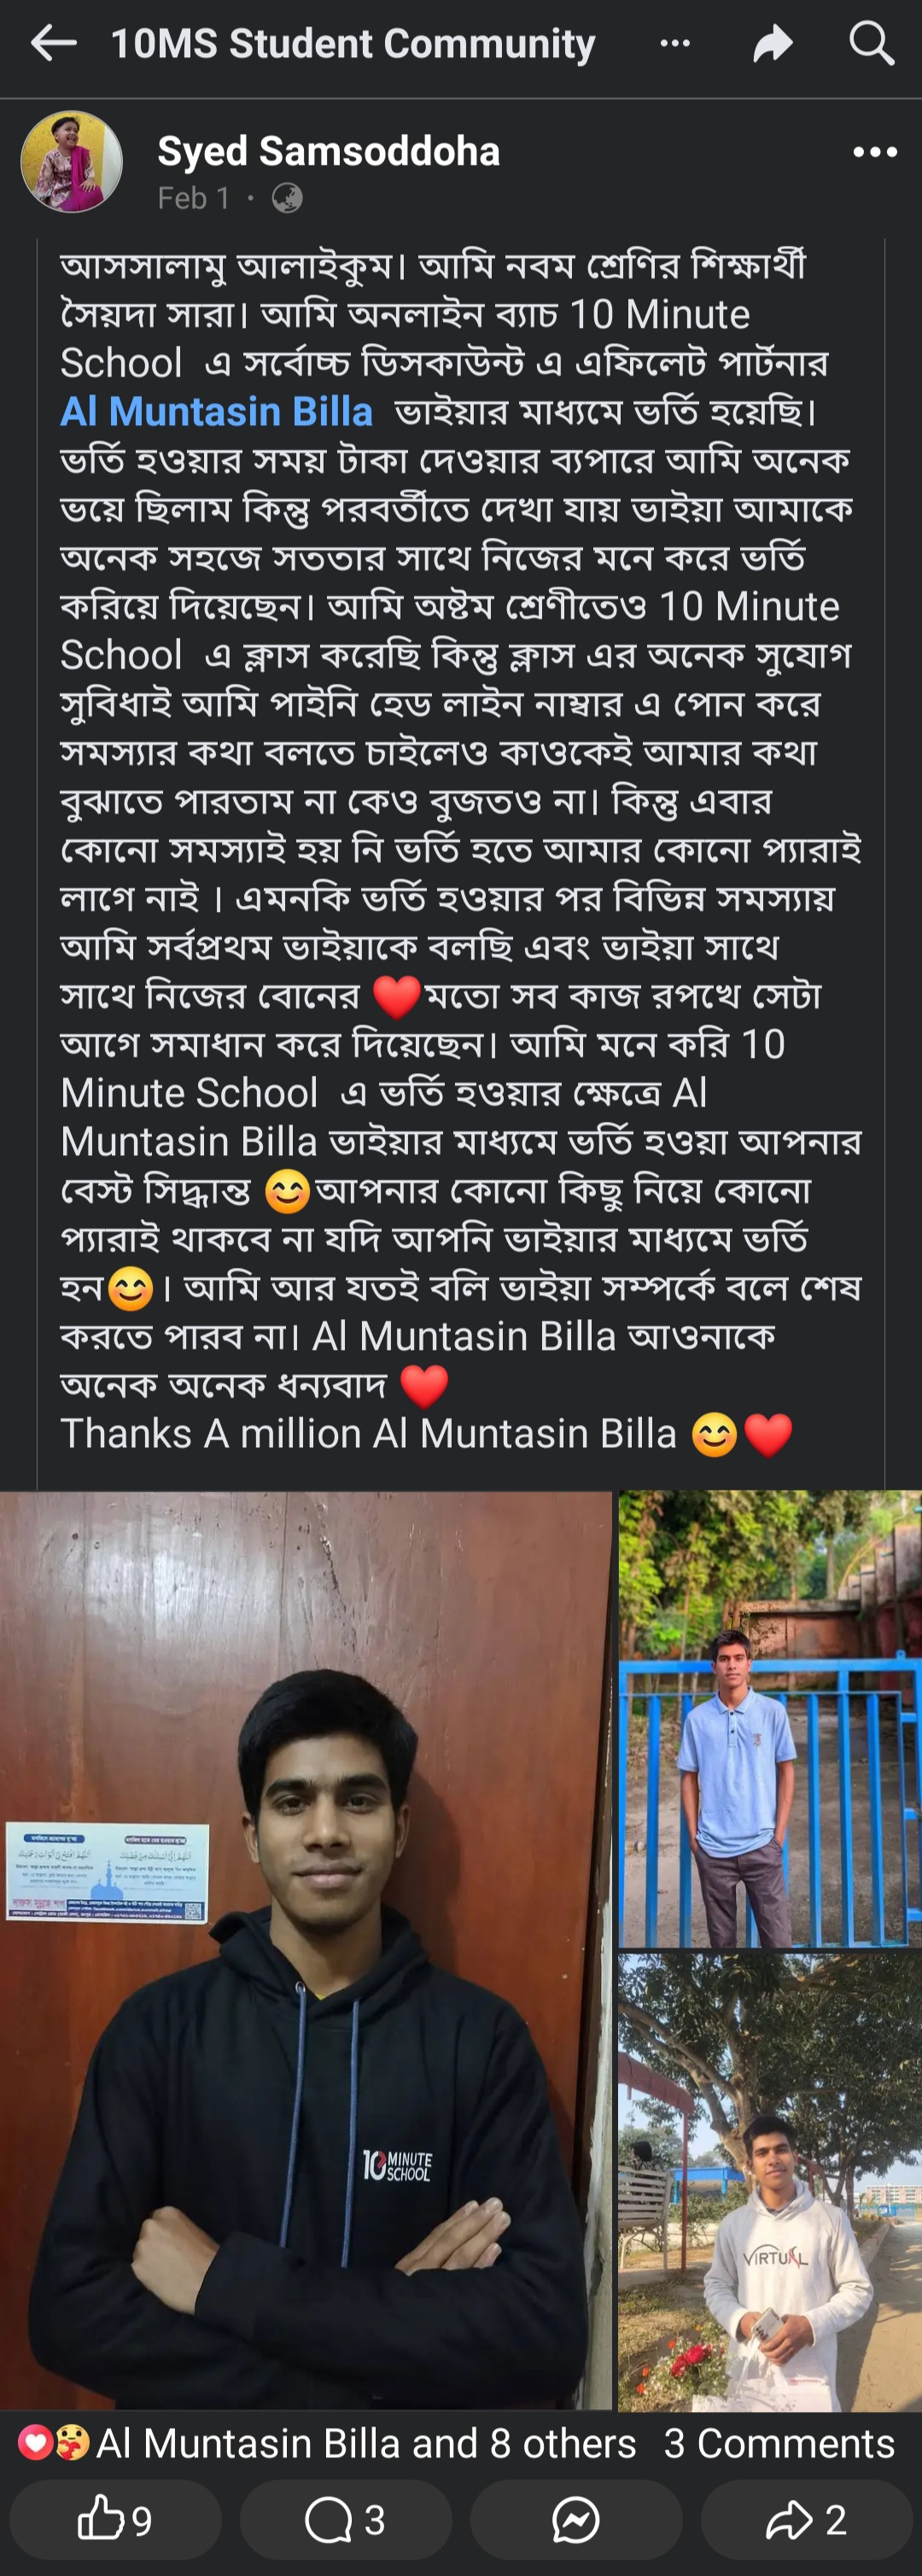 10MS Student Community
Syed Samsoddoha
Feb 1
আসসালামু আলাইকুম। আমি নবম শ্রেণির শিক্ষার্থী
সৈয়দা সারা। আমি অনলাইন ব্যাচ 10 Minute
School এ সর্বোচ্চ ডিসকাউন্ট এ এফিলেট পার্টনার
Al Muntasin Billa ভাইয়ার মাধ্যমে ভর্তি হয়েছি।
ভর্তি হওয়ার সময় টাকা দেওয়ার ব্যপারে আমি অনেক
ভয়ে ছিলাম কিন্তু পরবর্তীতে দেখা যায় ভাইয়া আমাকে
অনেক সহজে সততার সাথে নিজের মনে করে ভর্তি
করিয়ে দিয়েছেন। আমি অষ্টম শ্রেণীতেও 10 Minute
School এ ক্লাস করেছি কিন্তু ক্লাস এর অনেক সুযোগ
সুবিধাই আমি পাইনি হেড লাইন নাম্বার এ পোন করে
সমস্যার কথা বলতে চাইলেও কাওকেই আমার কথা
বুঝাতে পারতাম না কেও বুজতও না। কিন্তু এবার
কোনো সমস্যাই হয় নি ভর্তি হতে আমার কোনো প্যারাই
লাগে নাই । এমনকি ভর্তি হওয়ার পর বিভিন্ন সমস্যায়
আমি সর্বপ্রথম ভাইয়াকে বলছি এবং ভাইয়া সাথে
সাথে নিজের বোনের ❤️মতো সব কাজ রপখে সেটা
আগে সমাধান করে দিয়েছেন। আমি মনে করি 10
Minute School এ ভর্তি হওয়ার ক্ষেত্রে Al
Muntasin Billa ভাইয়ার মাধ্যমে ভর্তি হওয়া আপনার
বেস্ট সিদ্ধান্ত 😊আপনার কোনো কিছু নিয়ে কোনো
প্যারাই থাকবে না যদি আপনি ভাইয়ার মাধ্যমে ভর্তি
হন😊। আমি আর যতই বলি ভাইয়া সম্পর্কে বলে শেষ
করতে পারব না। Al Muntasin Billa আওনাকে
অনেক অনেক ধন্যবাদ ❤️
Thanks A million Al Muntasin Billa 😊❤️
10 MINUTE
SCHOOL
VIRTUAL
Al Muntasin Billa and 8 others 3 Comments
9 3 2